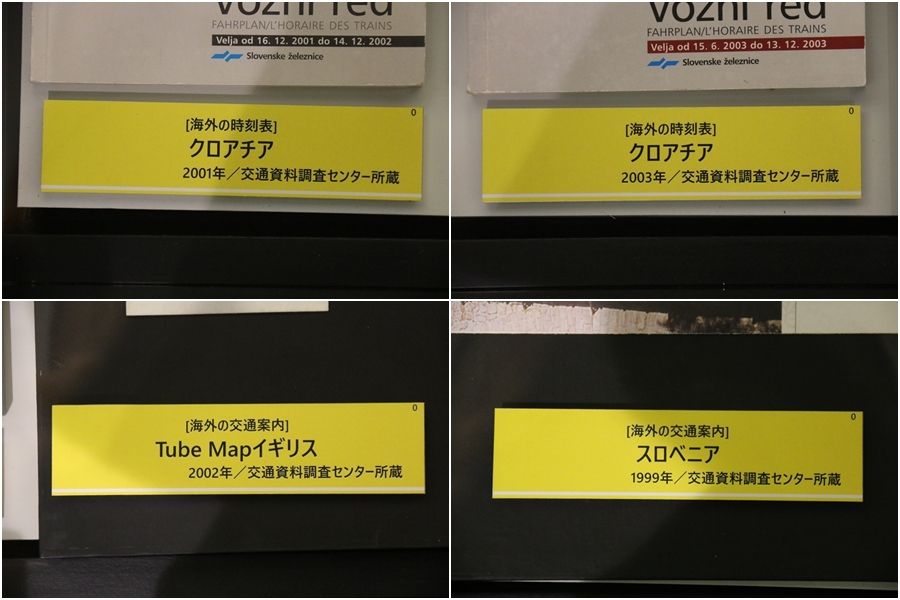 vozni red
FAHRPLAN/L'HORAIRE DES TRAINS
Velja od 16. 12. 2001 do 14. 12. 2002
Slovenske železnice
0
[海外の時刻表]
クロアチア
2001年／交通資料調査センター所蔵
vozni red
FAHRPLAN/L'HORAIRE DES TRAINS
Velja od 15. 6. 2003 do 13. 12. 2003
Slovenske železnice
0
[海外の時刻表]
クロアチア
2003年／交通資料調査センター所蔵
0
[海外の交通案内]
Tube Mapイギリス
2002年／交通資料調査センター所蔵
0
[海外の交通案内]
スロベニア
1999年／交通資料調査センター所蔵